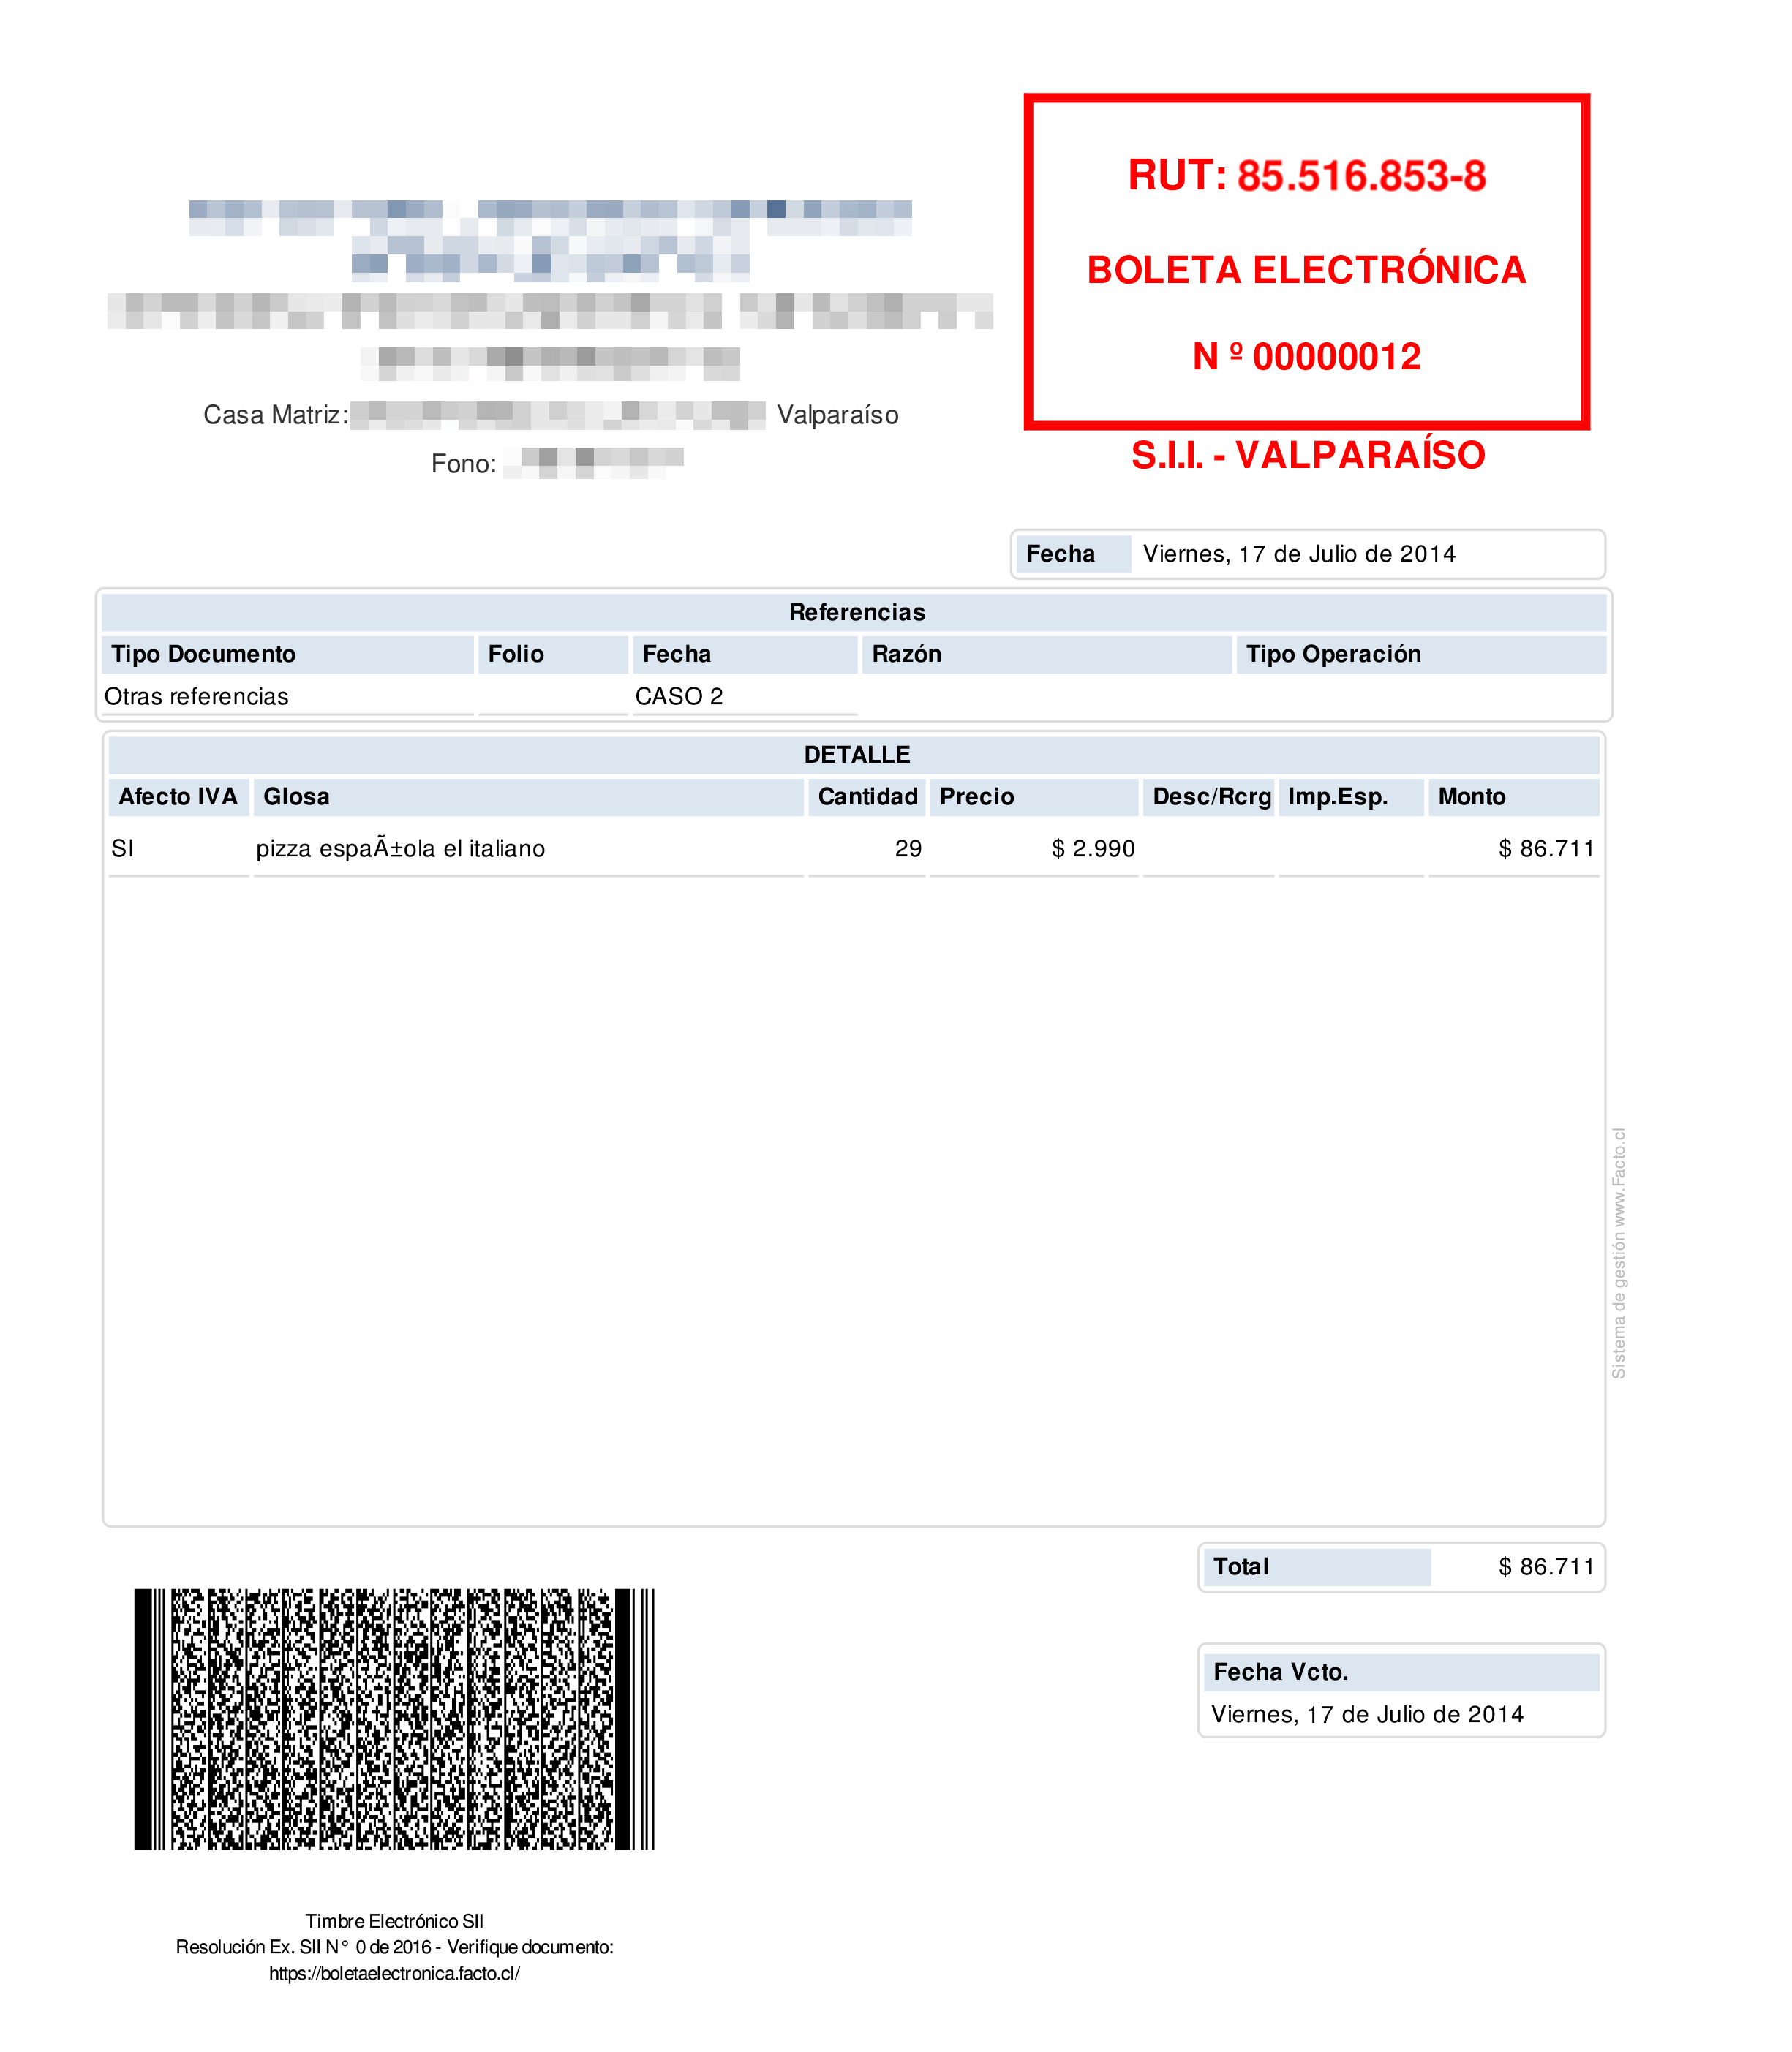 RUT: 85.516.853-8
BOLETA ELECTRÓNICA
N º 00000012
S.I.I. - VALPARAÍSO
Casa Matriz: Valparaíso
Fono:
Fecha Viernes, 17 de Julio de 2014
Referencias
Tipo Documento Folio Fecha Razón Tipo Operación
Otras referencias CASO 2
DETALLE
Afecto IVA Glosa Cantidad Precio Desc/Rcrg Imp.Esp. Monto
SI pizza espaÃ±ola el italiano 29 $ 2.990 $ 86.711
Sistema de gestión www.Facto.cl
Total $ 86.711
Fecha Vcto.
Viernes, 17 de Julio de 2014
Timbre Electrónico SII
Resolución Ex. SII N° 0 de 2016 - Verifique documento:
https://boletaelectronica.facto.cl/